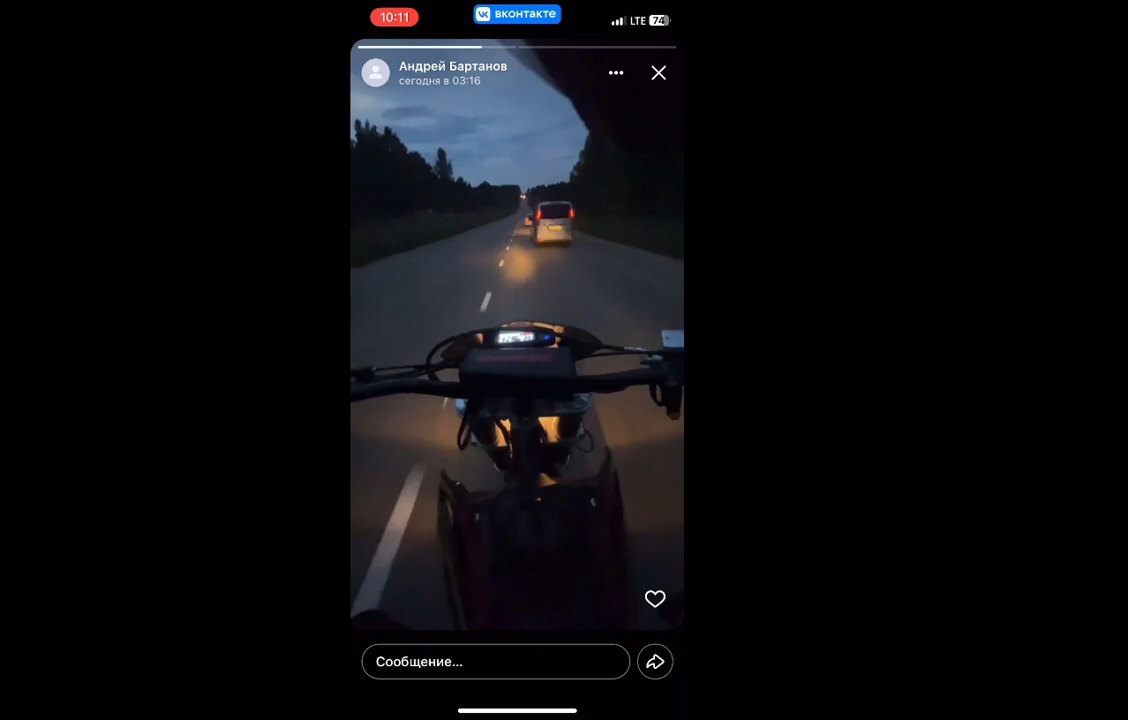 10:11
вконтакте
LTE 74
Андрей Бартанов
сегодня в 03:16
Сообщение...